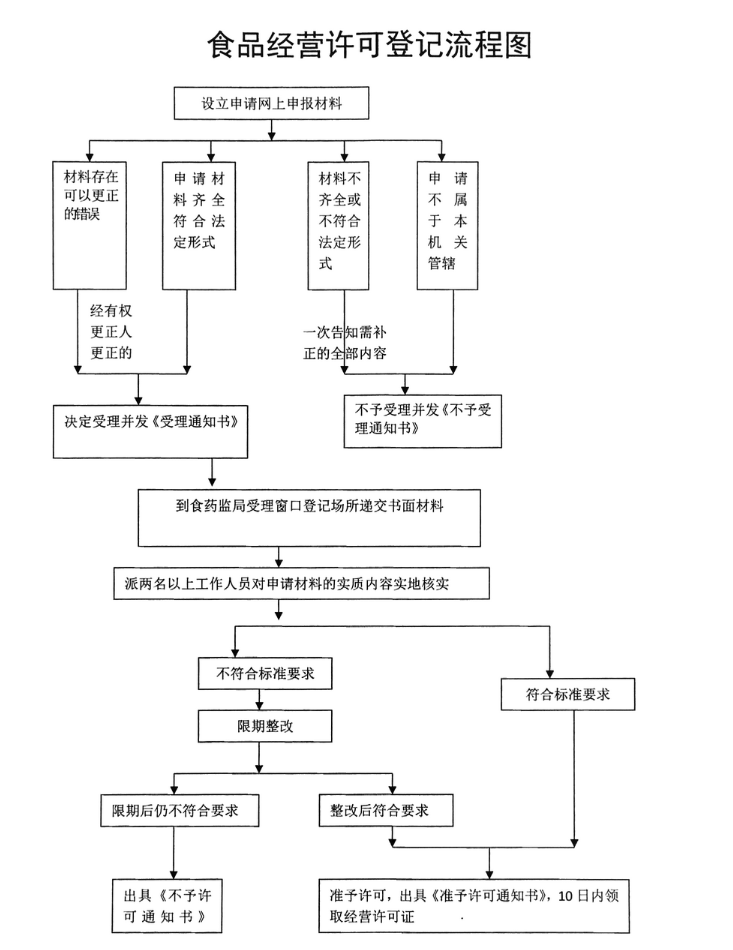 食品经营许可登记流程图
设立申请网上申报材料
材料存在
可以更正
的错误
申请材
料齐全
符合法
定形式
材料不
齐全或
不符合
法定形
式
申请
不属
于本
机关
管辖
经有权
更正人
更正的
一次告知需补
正的全部内容
决定受理并发《受理通知书》
不予受理并发《不予受
理通知书》
到食药监局受理窗口登记场所递交书面材料
派两名以上工作人员对申请材料的实质内容实地核实
不符合标准要求
符合标准要求
限期整改
限期后仍不符合要求
整改后符合要求
出具《不予许
可通知书》
准予许可，出具《准予许可通知书》，10日内领
取经营许可证